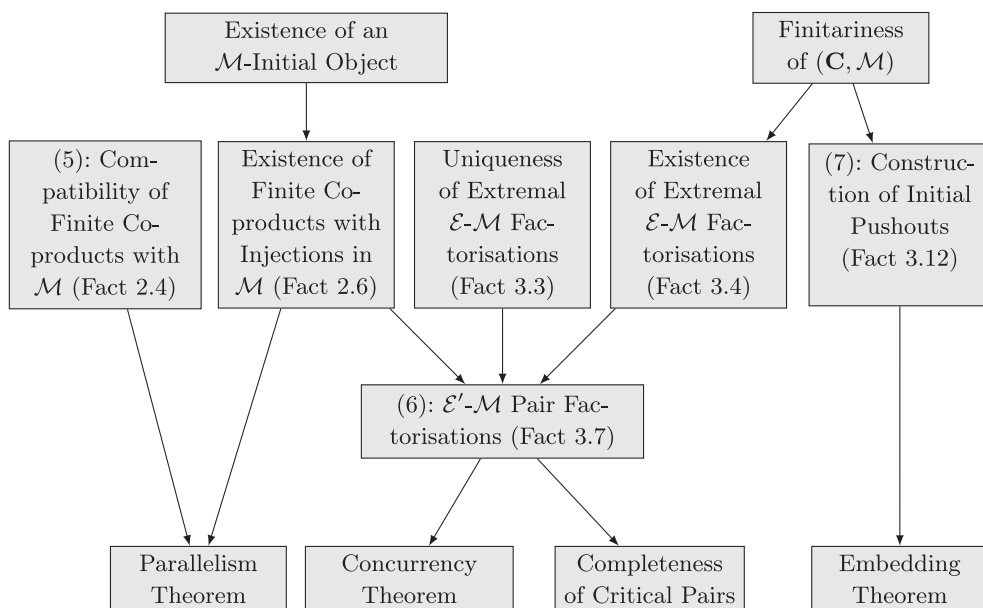 Existence of an
ℳ-Initial Object
Finitariness
of (𝐂, ℳ)
(5): Com-
patibility of
Finite Co-
products with
ℳ (Fact 2.4)
Existence of
Finite Co-
products with
Injections in
ℳ (Fact 2.6)
Uniqueness
of Extremal
ℰ-ℳ Fac-
torisations
(Fact 3.3)
Existence
of Extremal
ℰ-ℳ Fac-
torisations
(Fact 3.4)
(7): Construc-
tion of Initial
Pushouts
(Fact 3.12)
(6): ℰ′-ℳ Pair Fac-
torisations (Fact 3.7)
Parallelism
Theorem
Concurrency
Theorem
Completeness
of Critical Pairs
Embedding
Theorem